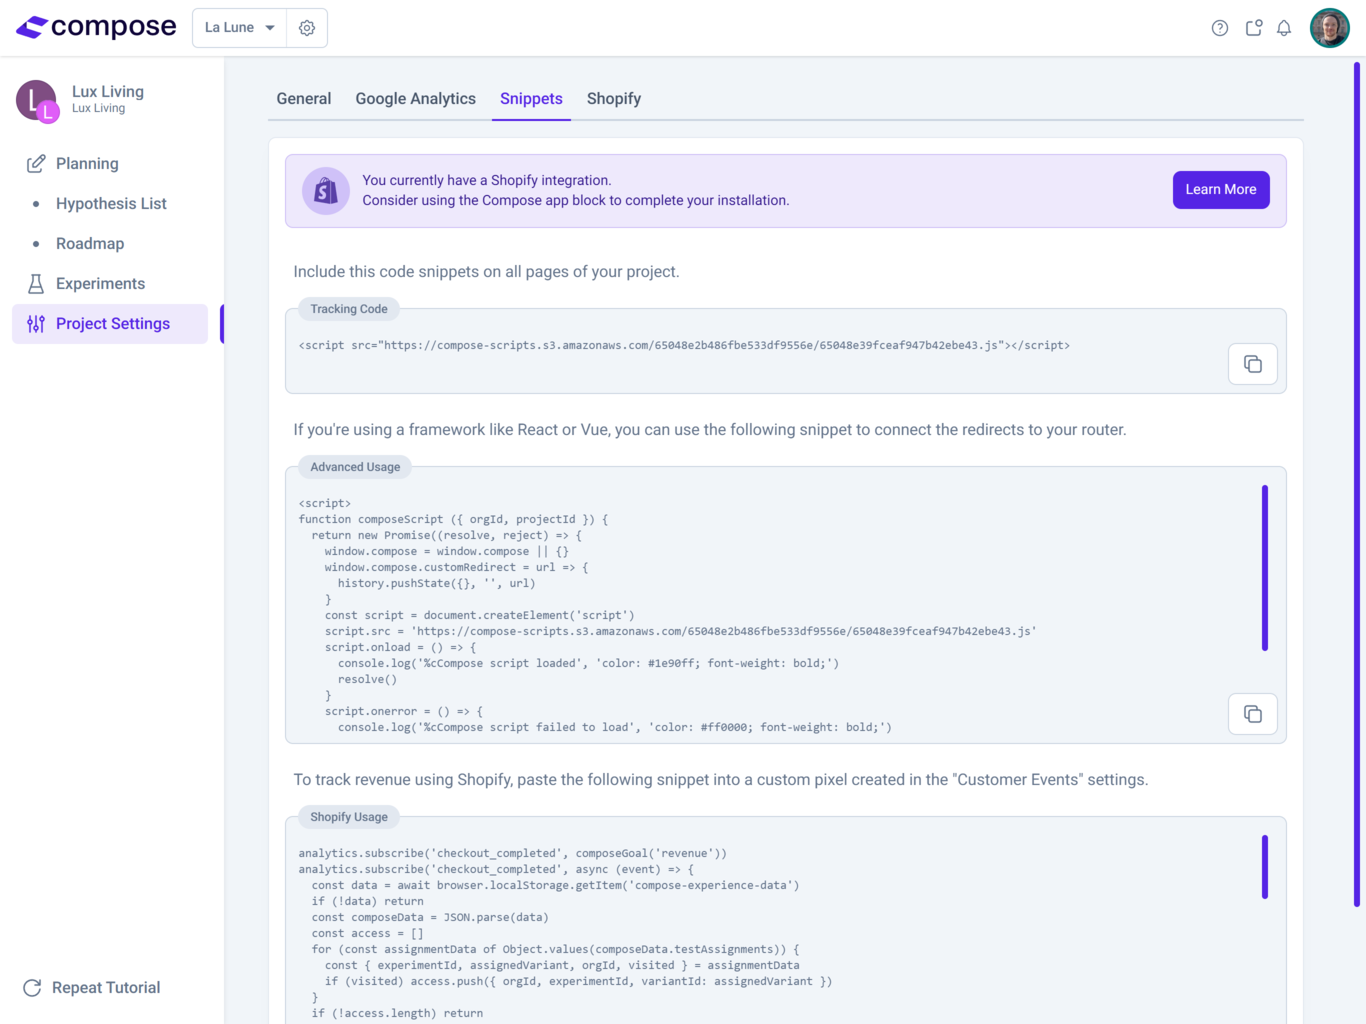 compose
La Lune
L
L
Lux Living
Lux Living
Planning
Hypothesis List
Roadmap
Experiments
Project Settings
Repeat Tutorial
General
Google Analytics
Snippets
Shopify
S
You currently have a Shopify integration.
Consider using the Compose app block to complete your installation.
Learn More
Include this code snippets on all pages of your project.
Tracking Code
<script src="https://compose-scripts.s3.amazonaws.com/65048e2b486fbe533df9556e/65048e39fceaf947b42ebe43.js"></script>
If you're using a framework like React or Vue, you can use the following snippet to connect the redirects to your router.
Advanced Usage
<script>
function composeScript ({ orgId, projectId }) {
return new Promise((resolve, reject) => {
window.compose = window.compose || {}
window.compose.customRedirect = url => {
history.pushState({}, '', url)
}
const script = document.createElement('script')
script.src = 'https://compose-scripts.s3.amazonaws.com/65048e2b486fbe533df9556e/65048e39fceaf947b42ebe43.js'
script.onload = () => {
console.log('%cCompose script loaded', 'color: #1e90ff; font-weight: bold;')
resolve()
}
script.onerror = () => {
console.log('%cCompose script failed to load', 'color: #ff0000; font-weight: bold;')
To track revenue using Shopify, paste the following snippet into a custom pixel created in the "Customer Events" settings.
Shopify Usage
analytics.subscribe('checkout_completed', composeGoal('revenue'))
analytics.subscribe('checkout_completed', async (event) => {
const data = await browser.localStorage.getItem('compose-experience-data')
if (!data) return
const composeData = JSON.parse(data)
const access = []
for (const assignmentData of Object.values(composeData.testAssignments)) {
const { experimentId, assignedVariant, orgId, visited } = assignmentData
if (visited) access.push({ orgId, experimentId, variantId: assignedVariant })
}
if (!access.length) return